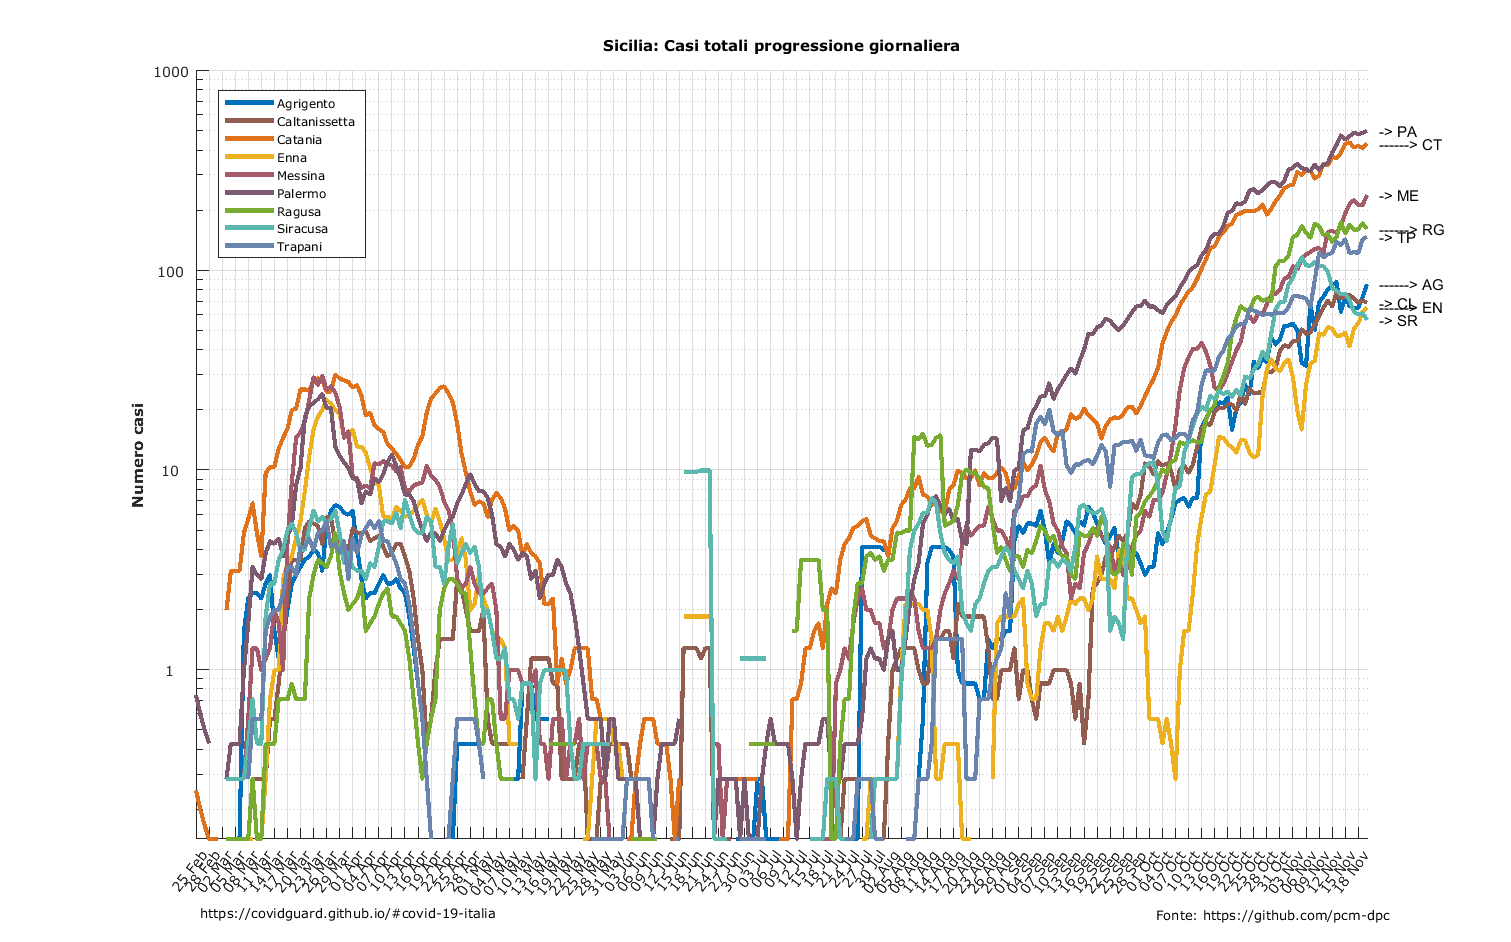 Sicilia: Casi totali progressione giornaliera
Numero casi
1000
100
10
1
Agrigento
Caltanissetta
Catania
Enna
Messina
Palermo
Ragusa
Siracusa
Trapani
-> PA
------> CT
-> ME
------> RG
-> TP
------> AG
-> CL
------> EN
-> SR
25 Feb
28 Feb
02 Mar
05 Mar
08 Mar
11 Mar
14 Mar
17 Mar
20 Mar
23 Mar
26 Mar
29 Mar
01 Apr
04 Apr
07 Apr
10 Apr
13 Apr
16 Apr
19 Apr
22 Apr
25 Apr
28 Apr
01 May
04 May
07 May
10 May
13 May
16 May
19 May
22 May
25 May
28 May
31 May
03 Jun
06 Jun
09 Jun
12 Jun
15 Jun
18 Jun
21 Jun
24 Jun
27 Jun
30 Jun
03 Jul
06 Jul
09 Jul
12 Jul
15 Jul
18 Jul
21 Jul
24 Jul
27 Jul
30 Jul
02 Aug
05 Aug
08 Aug
11 Aug
14 Aug
17 Aug
20 Aug
23 Aug
26 Aug
29 Aug
01 Sep
04 Sep
07 Sep
10 Sep
13 Sep
16 Sep
19 Sep
22 Sep
25 Sep
28 Sep
01 Oct
04 Oct
07 Oct
10 Oct
13 Oct
16 Oct
19 Oct
22 Oct
25 Oct
28 Oct
31 Oct
03 Nov
06 Nov
09 Nov
12 Nov
15 Nov
18 Nov
https://covidguard.github.io/#covid-19-italia
Fonte: https://github.com/pcm-dpc